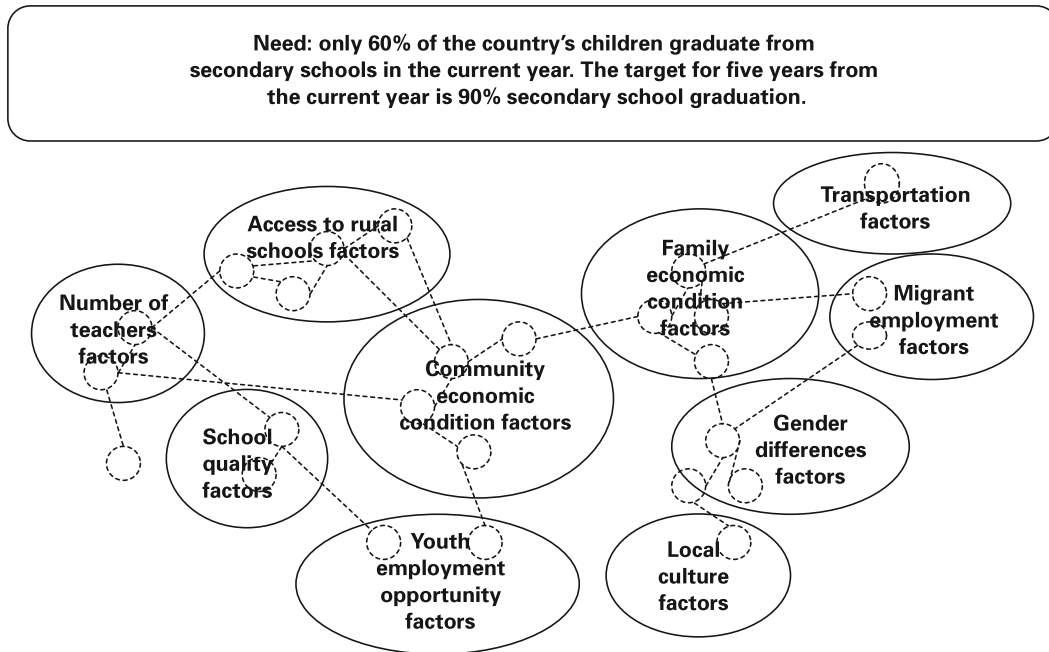 Need: only 60% of the country's children graduate from
secondary schools in the current year. The target for five years from
the current year is 90% secondary school graduation.
Transportation
factors
Access to rural
schools factors
Family
economic
condition
factors
Number of
teachers
factors
Migrant
employment
factors
Community
economic
condition factors
School
quality
factors
Gender
differences
factors
Youth
employment
opportunity
factors
Local
culture
factors